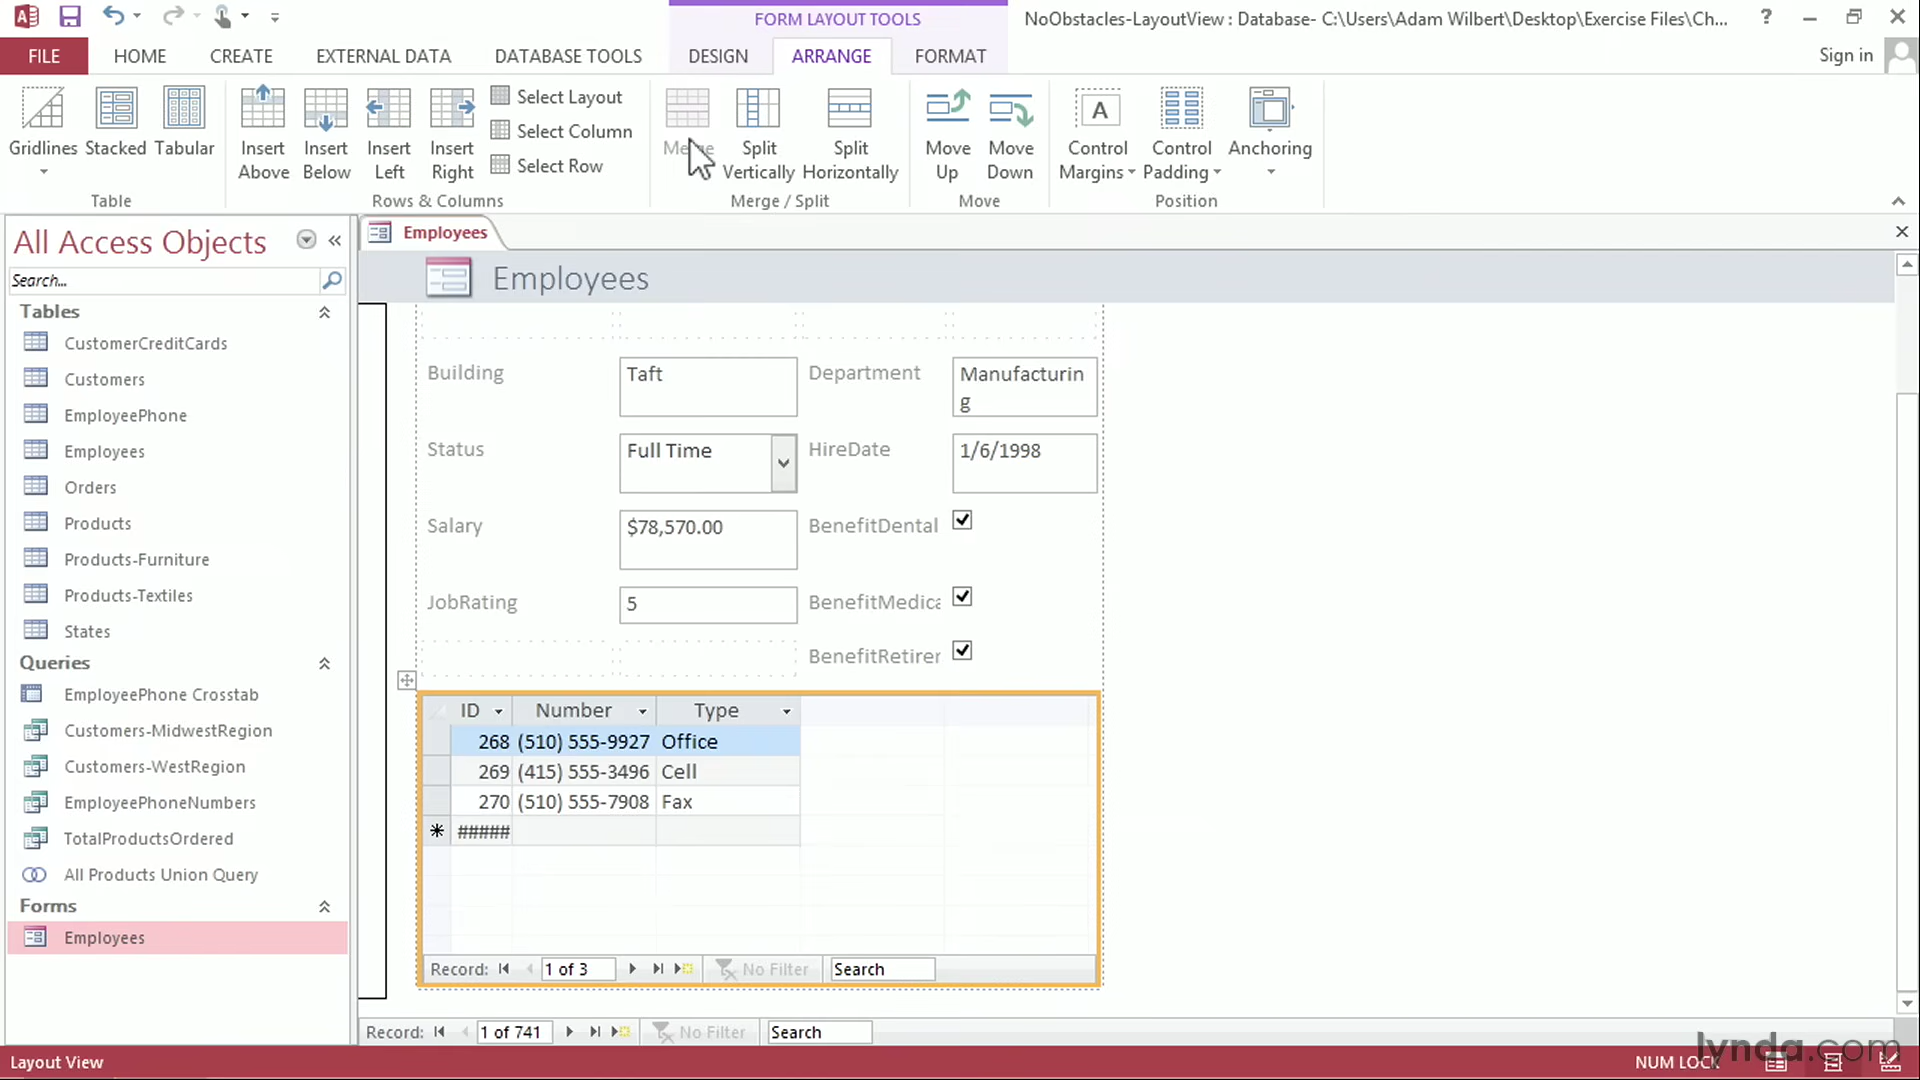 FORM LAYOUT TOOLS
NoObstacles-LayoutView : Database- C:\Users\Adam Wilbert\Desktop\Exercise Files\Ch...
?
FILE HOME CREATE EXTERNAL DATA DATABASE TOOLS DESIGN ARRANGE FORMAT Sign in
Gridlines
Stacked
Tabular
Table
Insert Above
Insert Below
Insert Left
Insert Right
Select Layout
Select Column
Select Row
Rows & Columns
Merge
Split Vertically
Split Horizontally
Merge / Split
Move Up
Move Down
Move
A
Control Margins
Control Padding
Anchoring
Position
All Access Objects
Search...
Tables
CustomerCreditCards
Customers
EmployeePhone
Employees
Orders
Products
Products-Furniture
Products-Textiles
States
Queries
EmployeePhone Crosstab
Customers-MidwestRegion
Customers-WestRegion
EmployeePhoneNumbers
TotalProductsOrdered
All Products Union Query
Forms
Employees
Employees
Employees
Building Taft Department Manufacturin
g
Status Full Time HireDate 1/6/1998
Salary $78,570.00 BenefitDental
JobRating 5 BenefitMedica
BenefitRetirer
ID Number Type
268 (510) 555-9927 Office
269 (415) 555-3496 Cell
270 (510) 555-7908 Fax
* #####
Record: 1 of 3 No Filter Search
Record: 1 of 741 No Filter Search
Layout View NUM LOCK
lynda.com